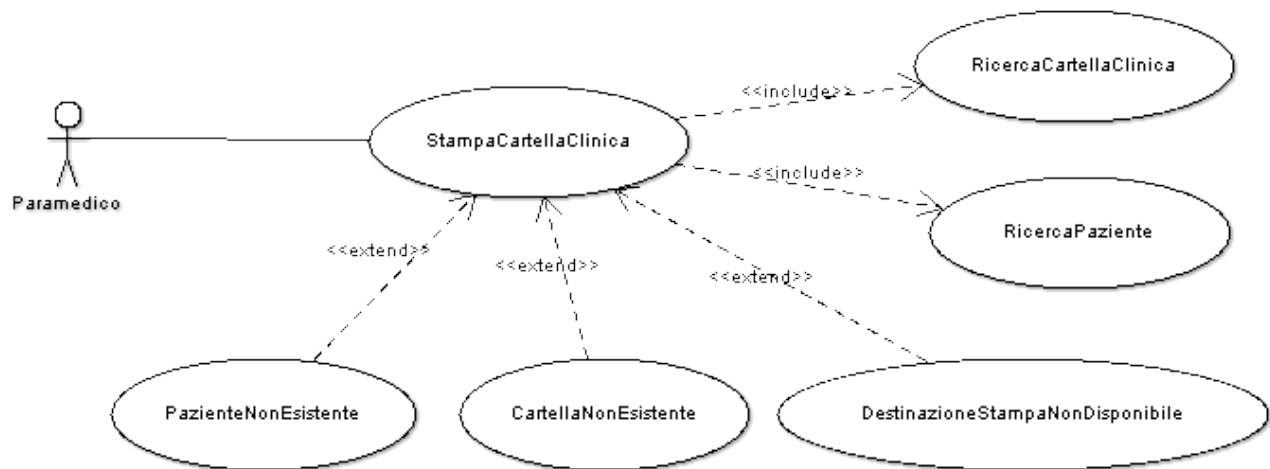 RicercaCartellaClinica
<<include>>
StampaCartellaClinica
<<include>>
Paramedico
RicercaPaziente
<<extend>>
<<extend>>
<<extend>>
PazienteNonEsistente
CartellaNonEsistente
DestinazioneStampaNonDisponibile